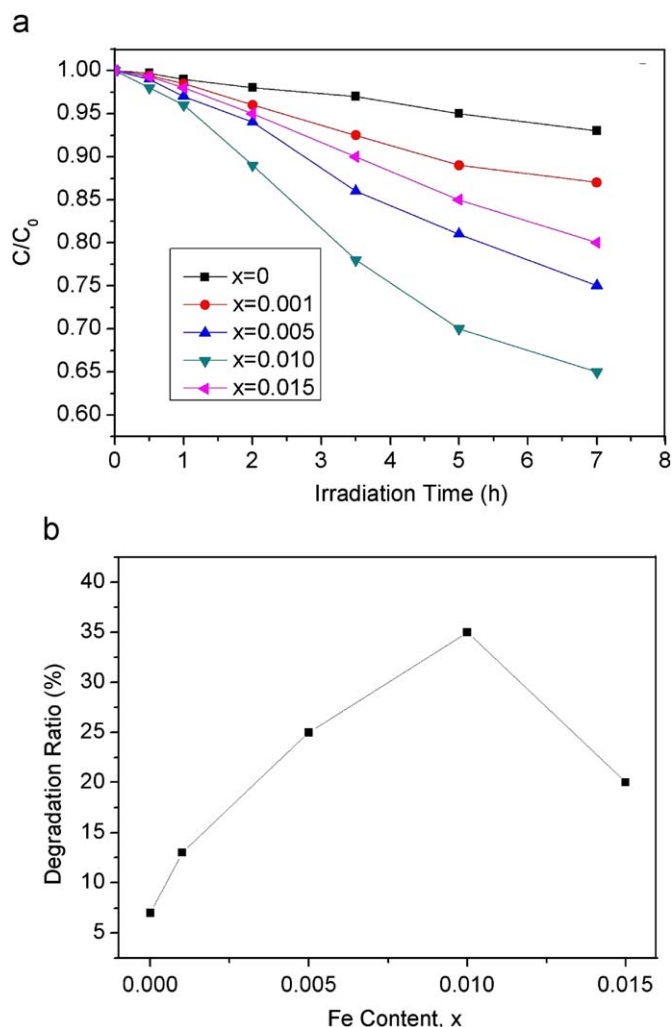 a
1.00
0.95
0.90
0.85
0.80
0.75
0.70
0.65
0.60
C/C0
x=0
x=0.001
x=0.005
x=0.010
x=0.015
0 1 2 3 4 5 6 7 8
Irradiation Time (h)
b
40
35
30
25
20
15
10
5
Degradation Ratio (%)
0.000 0.005 0.010 0.015
Fe Content, x